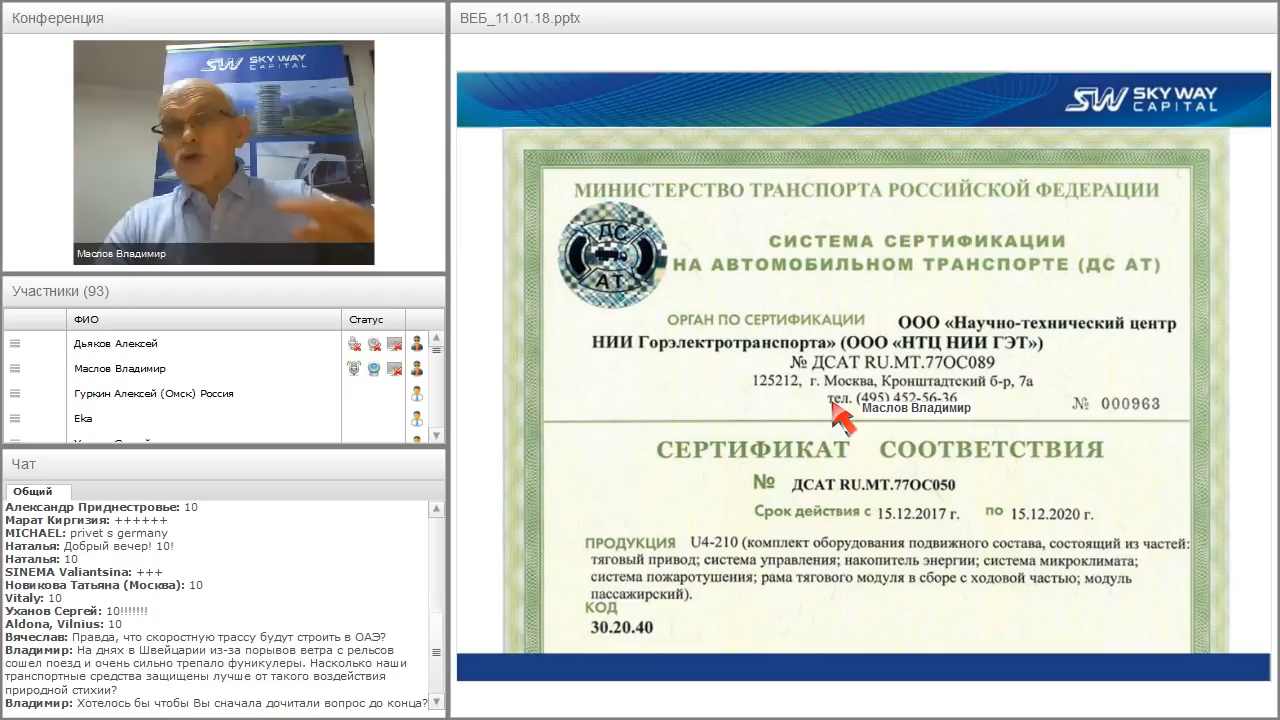 Конференция
SW SKY WAY
CAPITAL
Маслов Владимир
Участники (93)
ФИО
Статус
Дьяков Алексей
Маслов Владимир
Гуркин Алексей (Омск) Россия
Eka
Чат
Общий
Александр Приднестровье: 10
Марат Киргизия: ++++++
MICHAEL: privet s germany
Наталья: Добрый вечер! 10!
Наталья: 10
SINEMA Valiantsina: +++
Новикова Татьяна (Москва): 10
Vitaly: 10
Уханов Сергей: 10!!!!!!!
Aldona, Vilnius: 10
Вячеслав: Правда, что скоростную трассу будут строить в ОАЭ?
Владимир: На днях в Швейцарии из-за порывов ветра с рельсов
сошел поезд и очень сильно трепало фуникулеры. Насколько наши
транспортные средства защищены лучше от такого воздействия
природной стихии?
Владимир: Хотелось бы чтобы Вы сначала дочитали вопрос до конца?
ВЕБ_11.01.18.pptx
SW SKY WAY
CAPITAL
МИНИСТЕРСТВО ТРАНСПОРТА РОССИЙСКОЙ ФЕДЕРАЦИИ
ДС
АТ
СИСТЕМА СЕРТИФИКАЦИИ
НА АВТОМОБИЛЬНОМ ТРАНСПОРТЕ (ДС АТ)
ОРГАН ПО СЕРТИФИКАЦИИ ООО «Научно-технический центр
НИИ Горэлектротранспорта» (ООО «НТЦ НИИ ГЭТ»)
№ ДСАТ RU.МТ.77ОС089
125212, г. Москва, Кронштадтский б-р, 7а
тел. (495) 452-56-36
Маслов Владимир
№ 000963
СЕРТИФИКАТ СООТВЕТСТВИЯ
№ ДСАТ RU.МТ.77ОС050
Срок действия с 15.12.2017 г. по 15.12.2020 г.
ПРОДУКЦИЯ U4-210 (комплект оборудования подвижного состава, состоящий из частей:
тяговый привод; система управления; накопитель энергии; система микроклимата;
система пожаротушения; рама тягового модуля в сборе с ходовой частью; модуль
пассажирский).
КОД
30.20.40